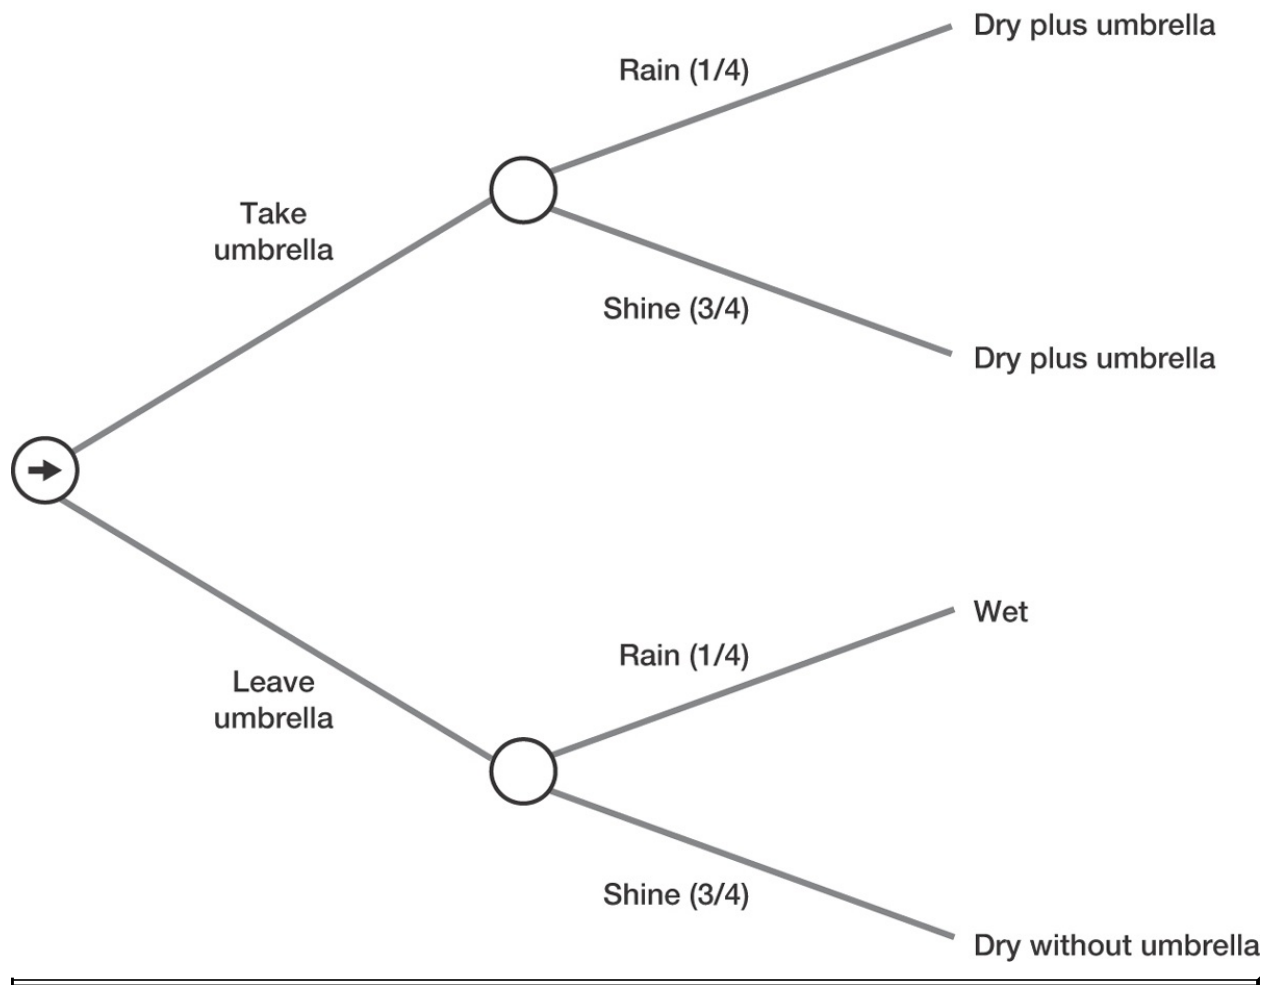 Dry plus umbrella
Rain (1/4)
Take
umbrella
Shine (3/4)
Dry plus umbrella
Wet
Rain (1/4)
Leave
umbrella
Shine (3/4)
Dry without umbrella